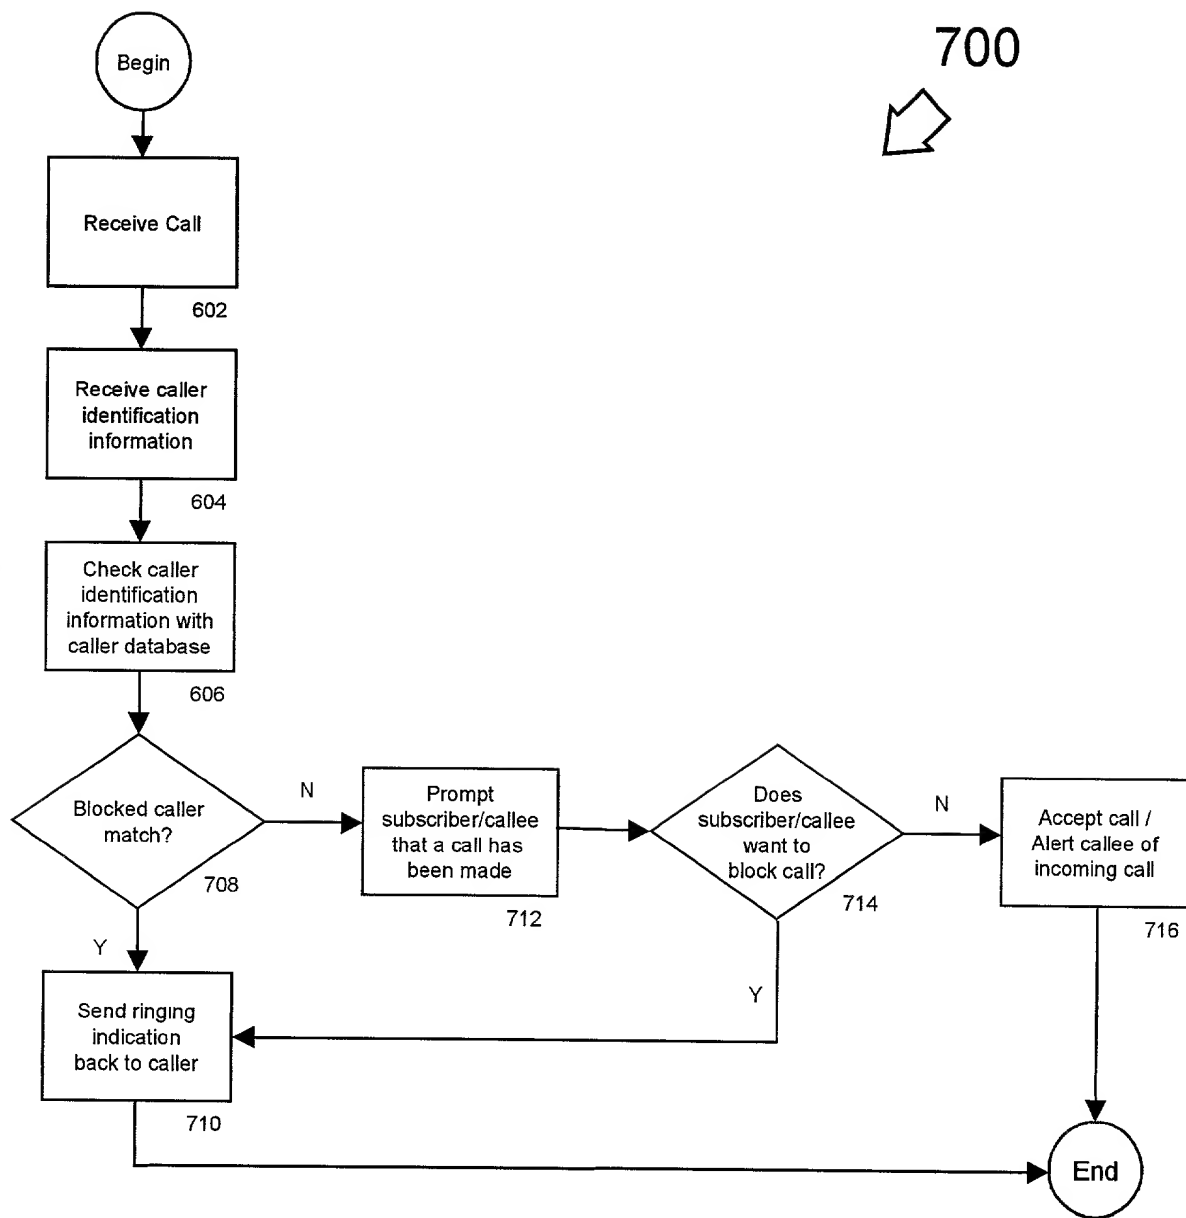 700
Begin
Receive Call
602
Receive caller
identification
information
604
Check caller
identification
information with
caller database
606
Blocked caller
match?
708
N
Y
Prompt
subscriber/callee
that a call has
been made
712
Does
subscriber/callee
want to
block call?
714
N
Y
Accept call /
Alert callee of
incoming call
716
Send ringing
indication
back to caller
710
End